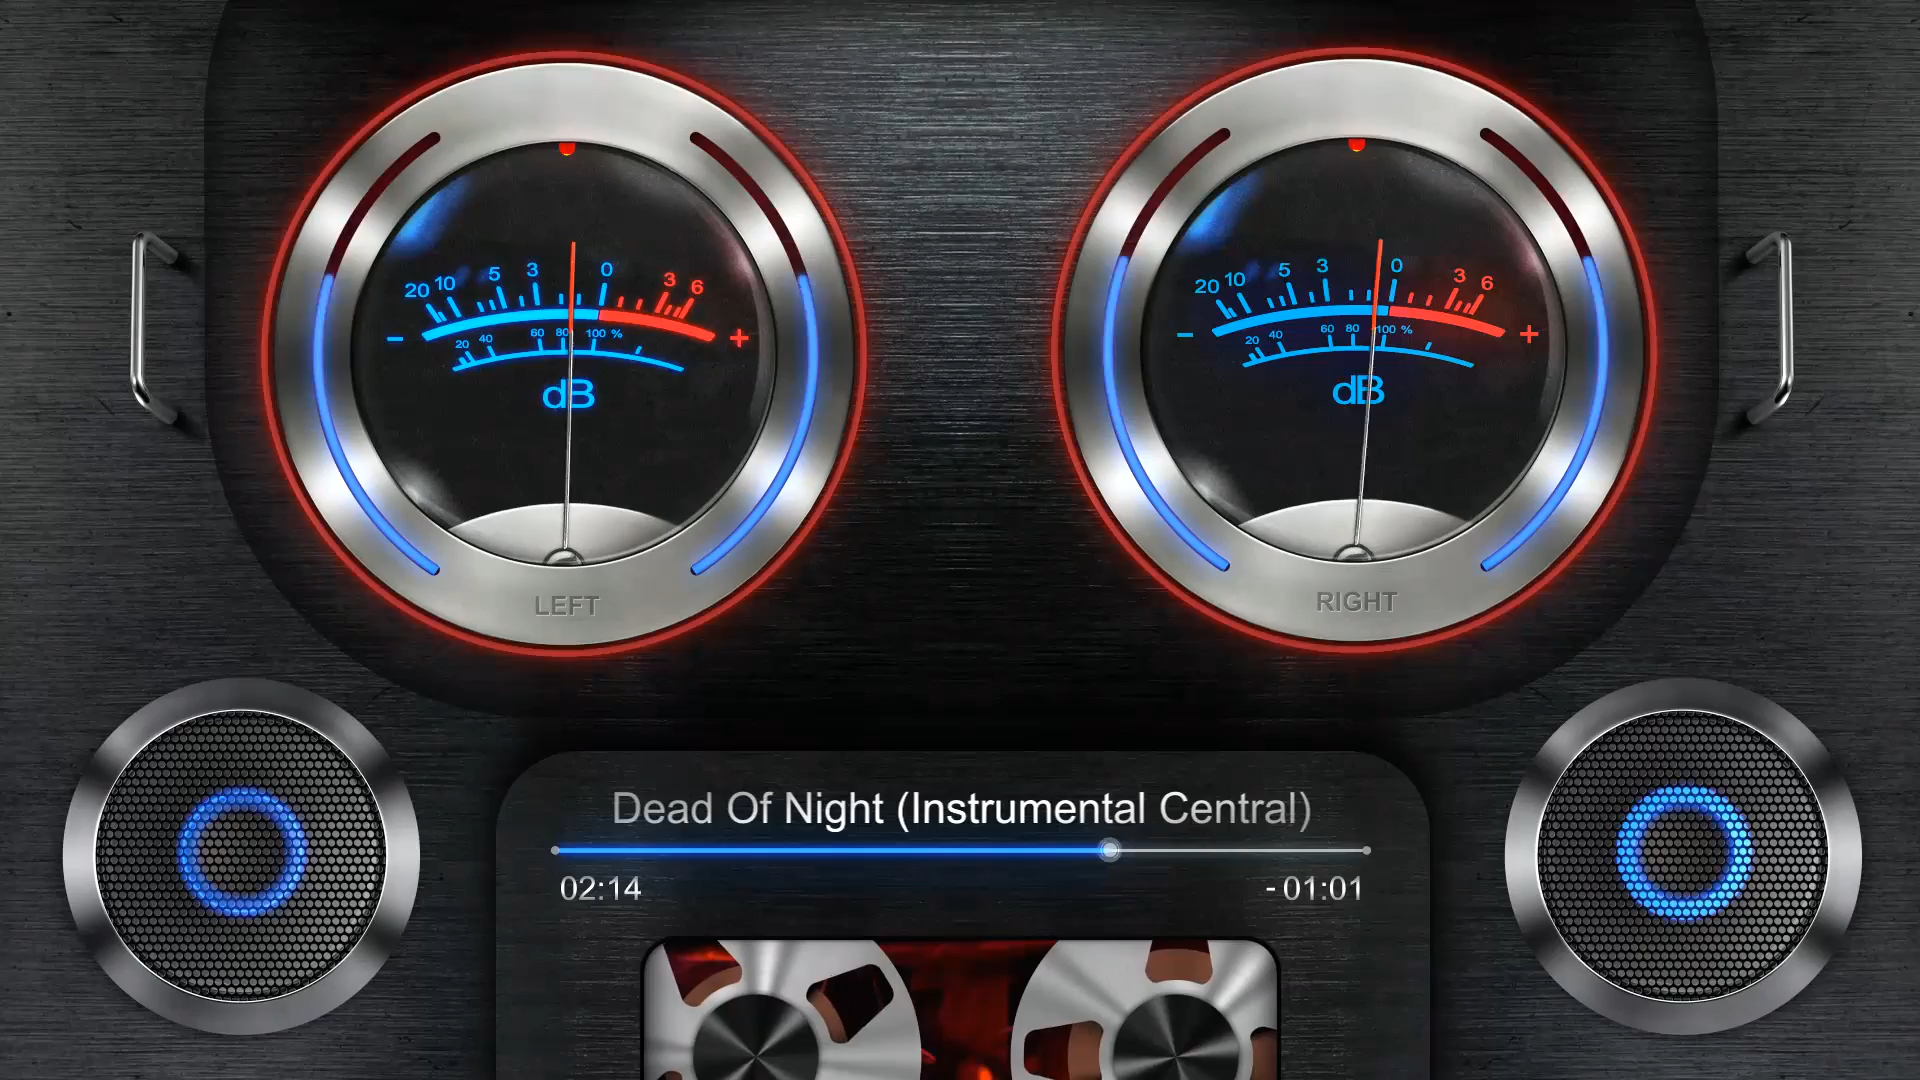 20 10 5 3 0 3 6
- +
20 40 60 80 100 %
dB
LEFT
20 10 5 3 0 3 6
- +
20 40 60 80 100 %
dB
RIGHT
Dead Of Night (Instrumental Central)
02:14 - 01:01